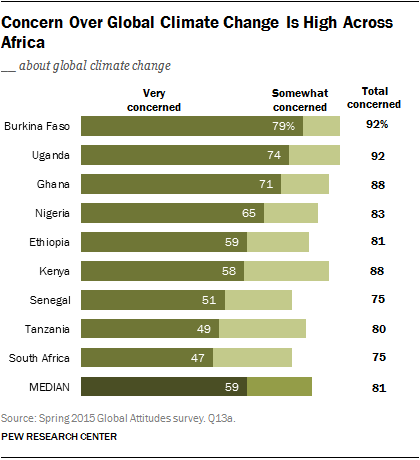 Concern Over Global Climate Change Is High Across
Africa
__ about global climate change
Very concerned Somewhat concerned Total concerned
Burkina Faso 79% 92%
Uganda 74 92
Ghana 71 88
Nigeria 65 83
Ethiopia 59 81
Kenya 58 88
Senegal 51 75
Tanzania 49 80
South Africa 47 75
MEDIAN 59 81
Source: Spring 2015 Global Attitudes survey. Q13a.
PEW RESEARCH CENTER